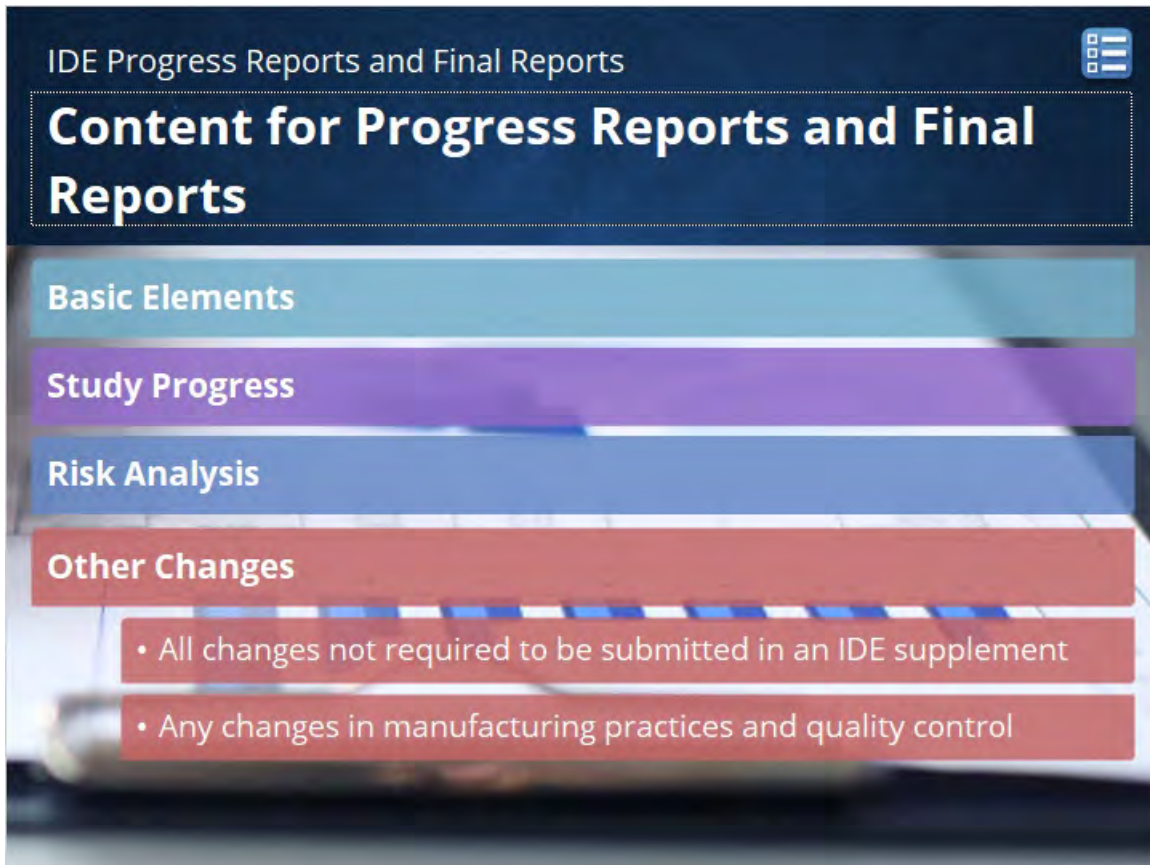 IDE Progress Reports and Final Reports
Content for Progress Reports and Final
Reports
Basic Elements
Study Progress
Risk Analysis
Other Changes
• All changes not required to be submitted in an IDE supplement
• Any changes in manufacturing practices and quality control